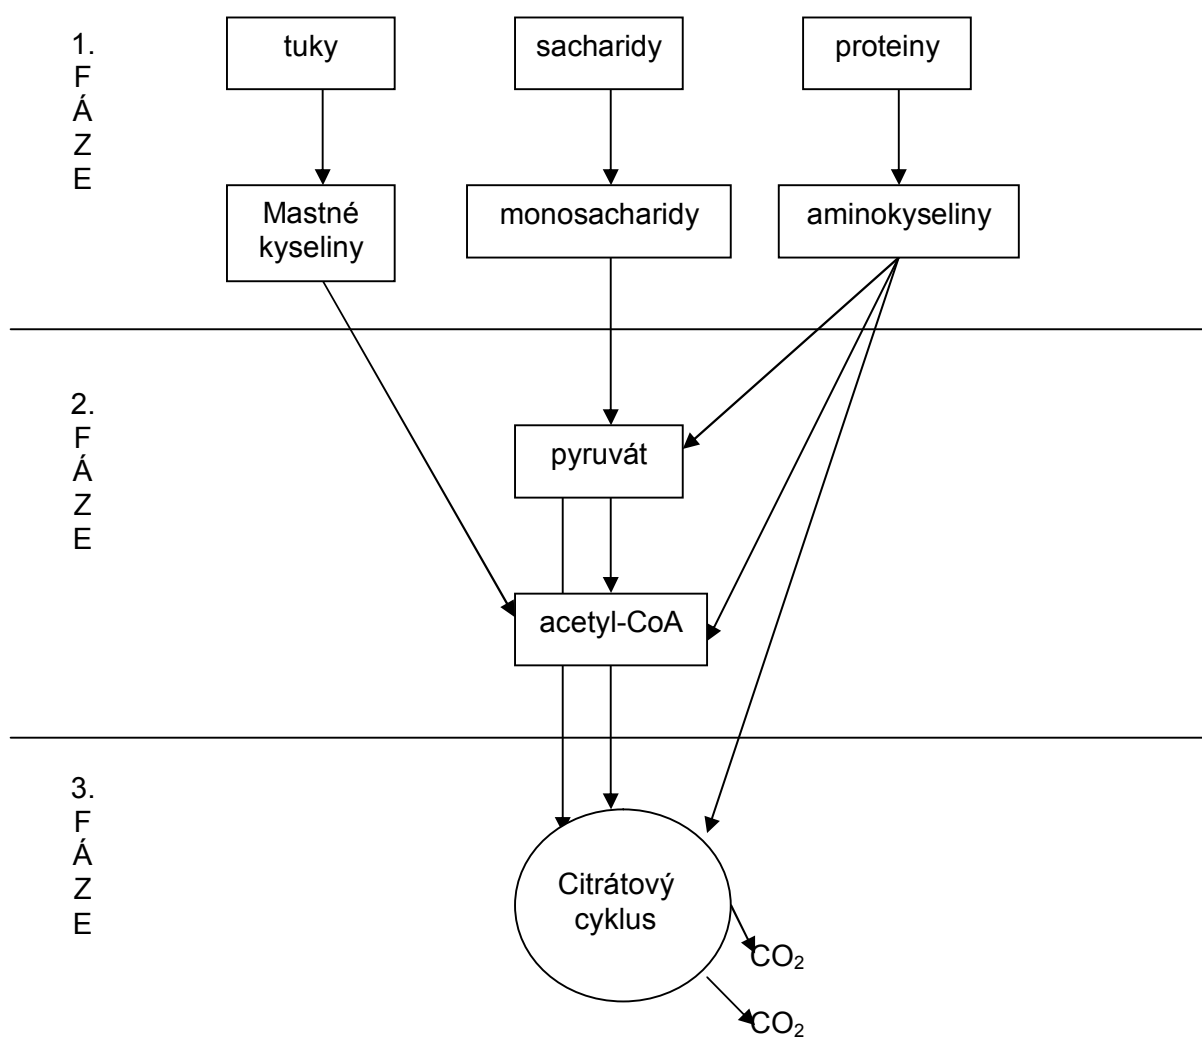 1.
F
Á
Z
E
tuky
sacharidy
proteiny
Mastné
kyseliny
monosacharidy
aminokyseliny
2.
F
Á
Z
E
pyruvát
acetyl-CoA
3.
F
Á
Z
E
Citrátový
cyklus
CO₂
CO₂